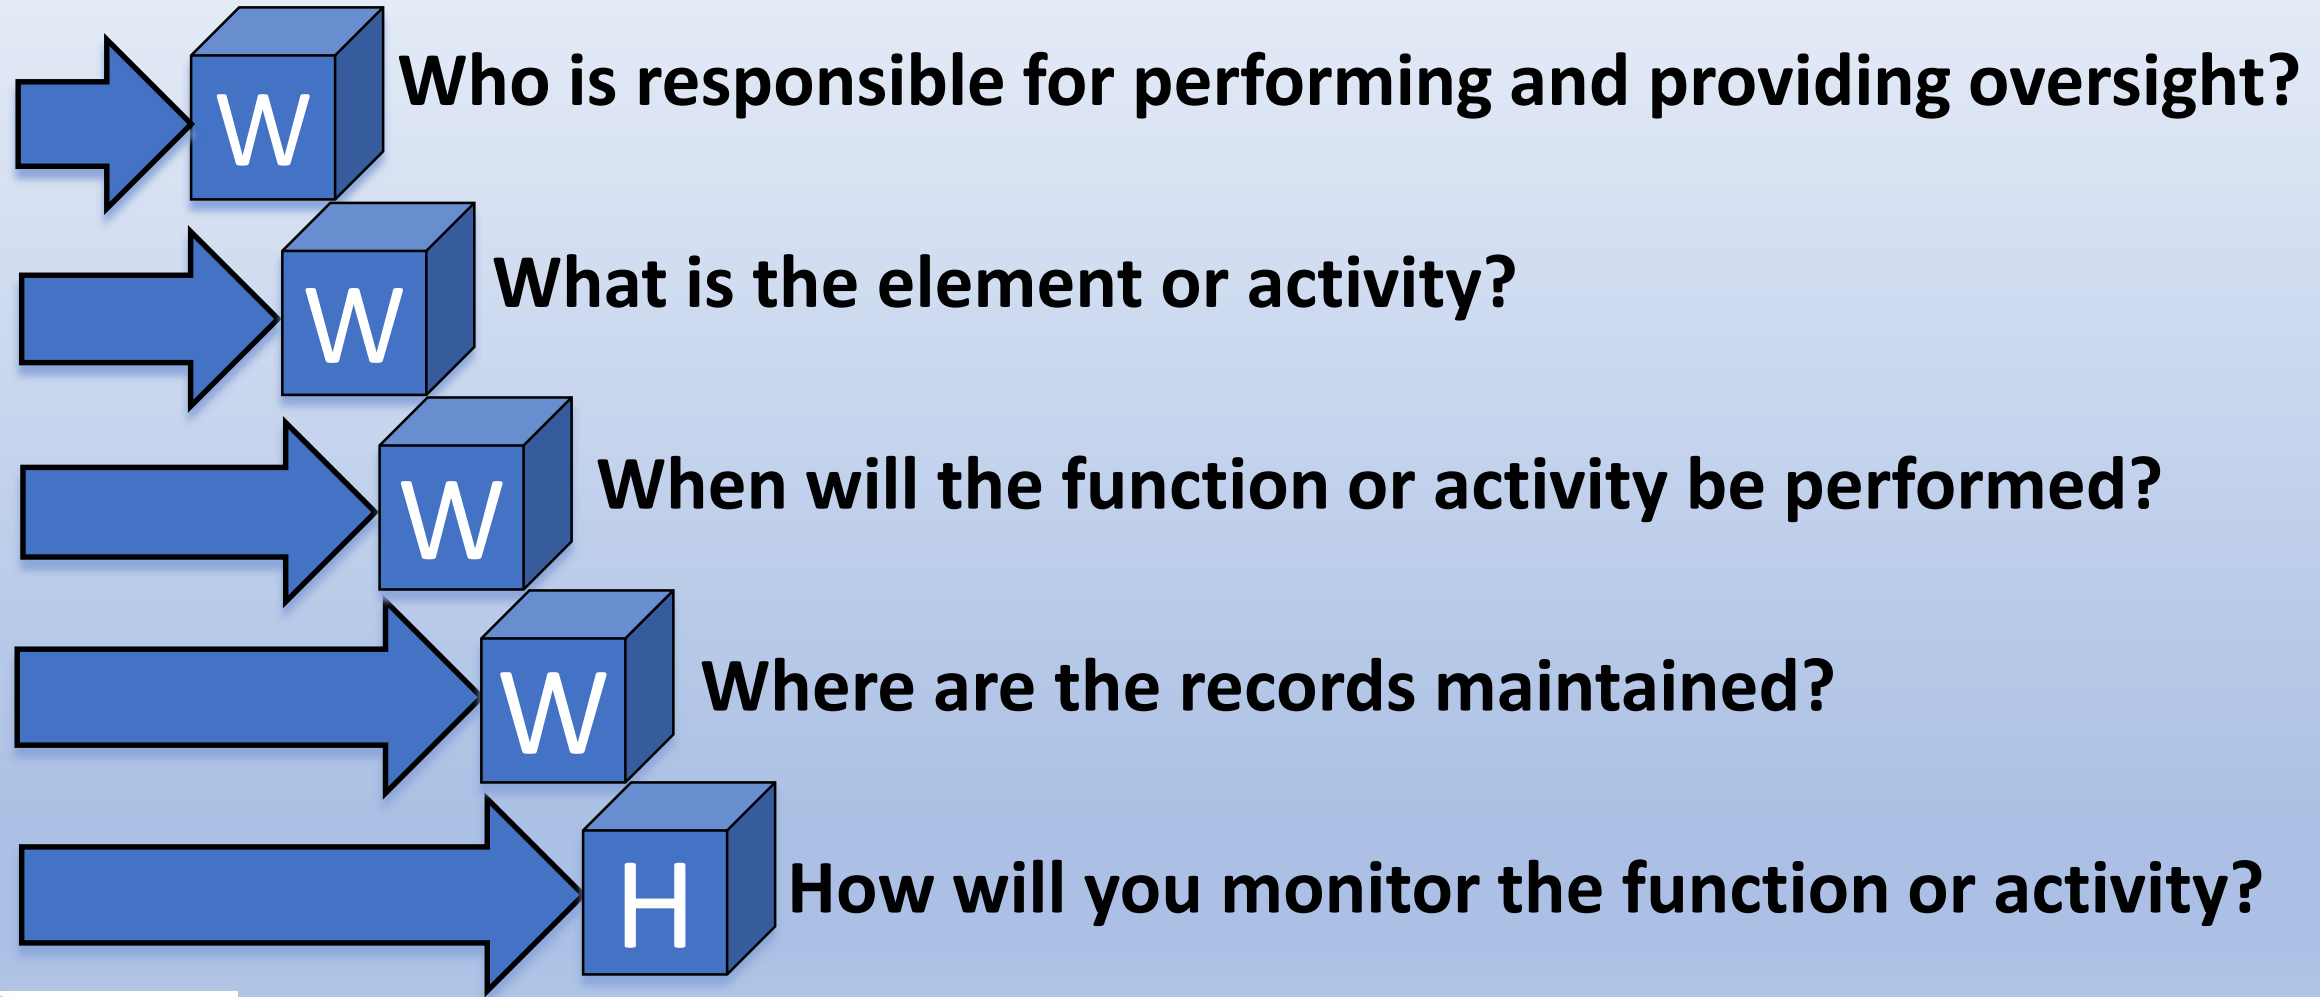 W Who is responsible for performing and providing oversight?
W What is the element or activity?
W When will the function or activity be performed?
W Where are the records maintained?
H How will you monitor the function or activity?